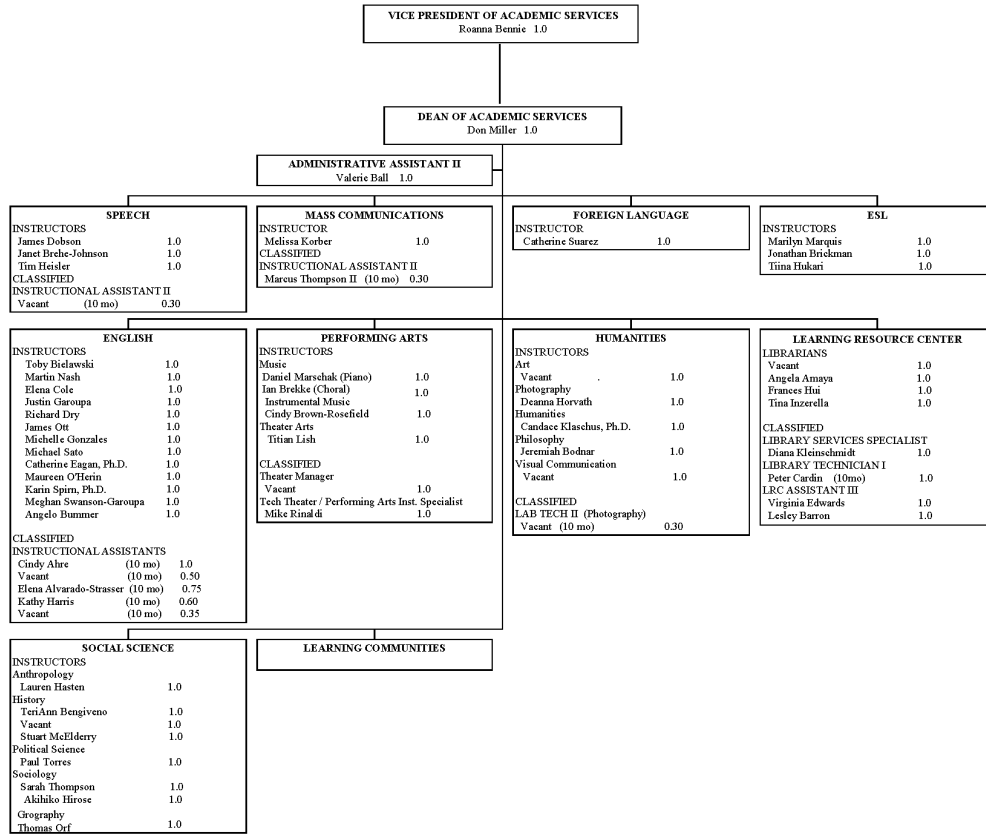 VICE PRESIDENT OF ACADEMIC SERVICES
Roanna Bennie 1.0
DEAN OF ACADEMIC SERVICES
Don Miller 1.0
ADMINISTRATIVE ASSISTANT II
Valerie Ball 1.0
SPEECH
INSTRUCTORS
James Dobson 1.0
Janet Brehe-Johnson 1.0
Tim Heisler 1.0
CLASSIFIED
INSTRUCTIONAL ASSISTANT II
Vacant (10 mo) 0.30
MASS COMMUNICATIONS
INSTRUCTOR
Melissa Korber 1.0
CLASSIFIED
INSTRUCTIONAL ASSISTANT II
Marcus Thompson II (10 mo) 0.30
FOREIGN LANGUAGE
INSTRUCTOR
Catherine Suarez 1.0
ESL
INSTRUCTORS
Marilyn Marquis 1.0
Jonathan Brickman 1.0
Tiina Hukari 1.0
ENGLISH
INSTRUCTORS
Toby Bielawski 1.0
Martin Nash 1.0
Elena Cole 1.0
Justin Garoupa 1.0
Richard Dry 1.0
James Ott 1.0
Michelle Gonzales 1.0
Michael Sato 1.0
Catherine Eagan, Ph.D. 1.0
Maureen O'Herin 1.0
Karin Spirn, Ph.D. 1.0
Meghan Swanson-Garoupa 1.0
Angelo Bummer 1.0
CLASSIFIED
INSTRUCTIONAL ASSISTANTS
Cindy Ahre (10 mo) 1.0
Vacant (10 mo) 0.50
Elena Alvarado-Strasser (10 mo) 0.75
Kathy Harris (10 mo) 0.60
Vacant (10 mo) 0.35
PERFORMING ARTS
INSTRUCTORS
Music
Daniel Marschak (Piano) 1.0
Ian Brekke (Choral) 1.0
Instrumental Music
Cindy Brown-Rosefield 1.0
Theater Arts
Titian Lish 1.0
CLASSIFIED
Theater Manager
Vacant 1.0
Tech Theater / Performing Arts Inst. Specialist
Mike Rinaldi 1.0
HUMANITIES
INSTRUCTORS
Art
Vacant . 1.0
Photography
Deanna Horvath 1.0
Humanities
Candace Klaschus, Ph.D. 1.0
Philosophy
Jeremiah Bodnar 1.0
Visual Communication
Vacant 1.0
CLASSIFIED
LAB TECH II (Photography)
Vacant (10 mo) 0.30
LEARNING RESOURCE CENTER
LIBRARIANS
Vacant 1.0
Angela Amaya 1.0
Frances Hui 1.0
Tina Inzerella 1.0
CLASSIFIED
LIBRARY SERVICES SPECIALIST
Diana Kleinschmidt 1.0
LIBRARY TECHNICIAN I
Peter Cardin (10mo) 1.0
LRC ASSISTANT III
Virginia Edwards 1.0
Lesley Barron 1.0
SOCIAL SCIENCE
INSTRUCTORS
Anthropology
Lauren Hasten 1.0
History
TeriAnn Bengiveno 1.0
Vacant 1.0
Stuart McElderry 1.0
Political Science
Paul Torres 1.0
Sociology
Sarah Thompson 1.0
Akihiko Hirose 1.0
Grography
Thomas Orf 1.0
LEARNING COMMUNITIES